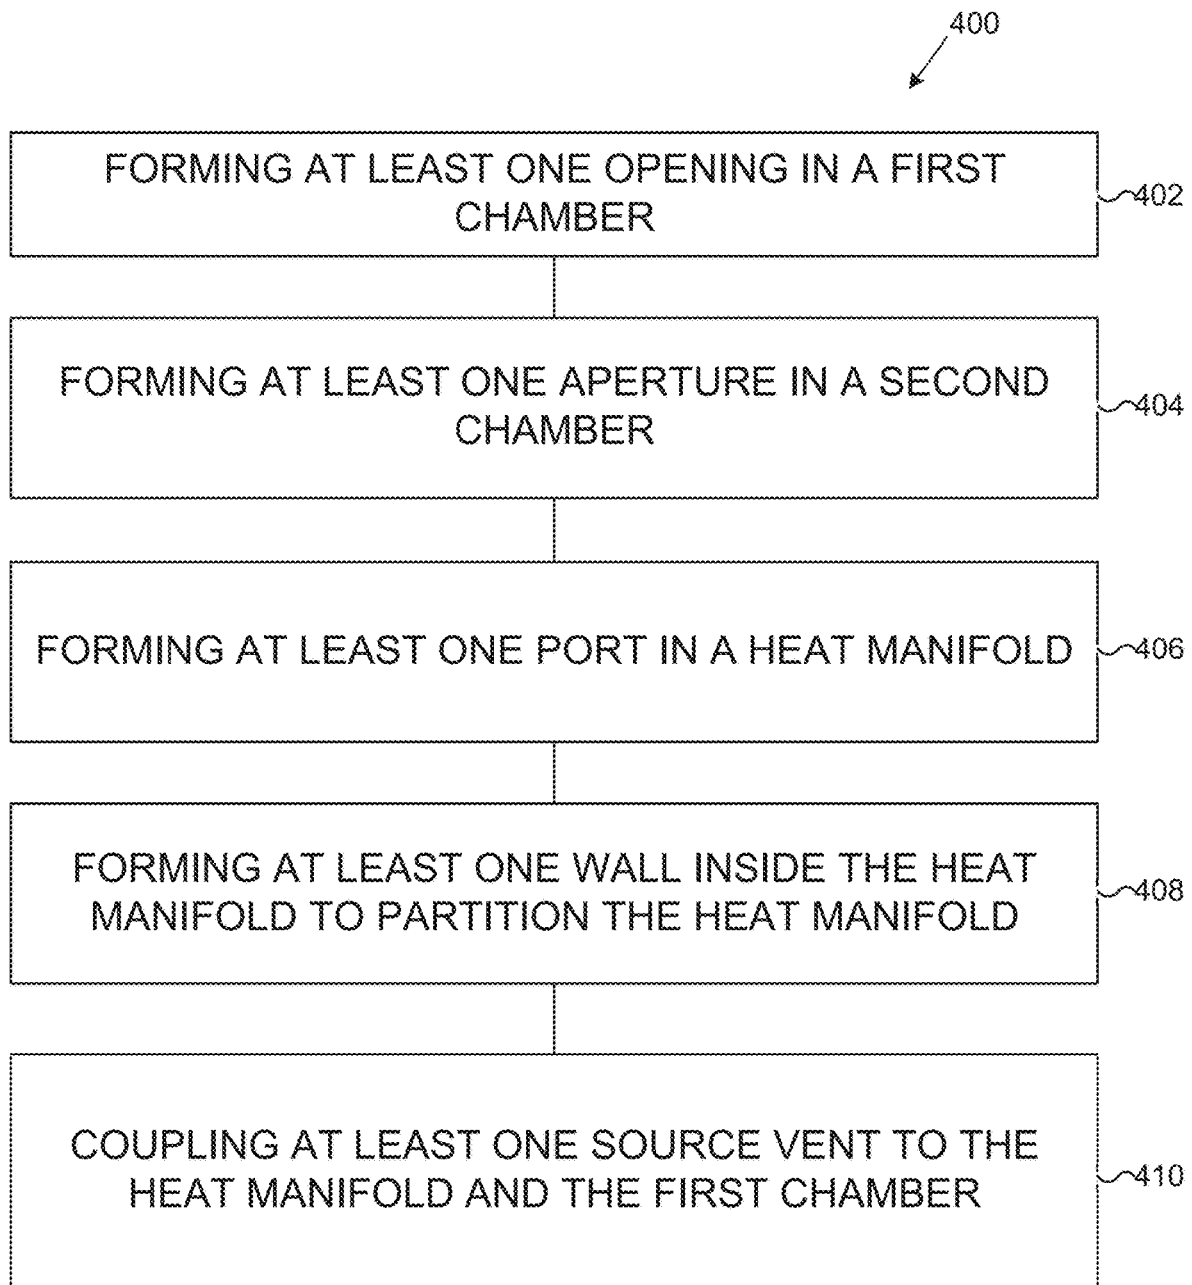 400
FORMING AT LEAST ONE OPENING IN A FIRST
CHAMBER
402
FORMING AT LEAST ONE APERTURE IN A SECOND
CHAMBER
404
FORMING AT LEAST ONE PORT IN A HEAT MANIFOLD
406
FORMING AT LEAST ONE WALL INSIDE THE HEAT
MANIFOLD TO PARTITION THE HEAT MANIFOLD
408
COUPLING AT LEAST ONE SOURCE VENT TO THE
HEAT MANIFOLD AND THE FIRST CHAMBER
410